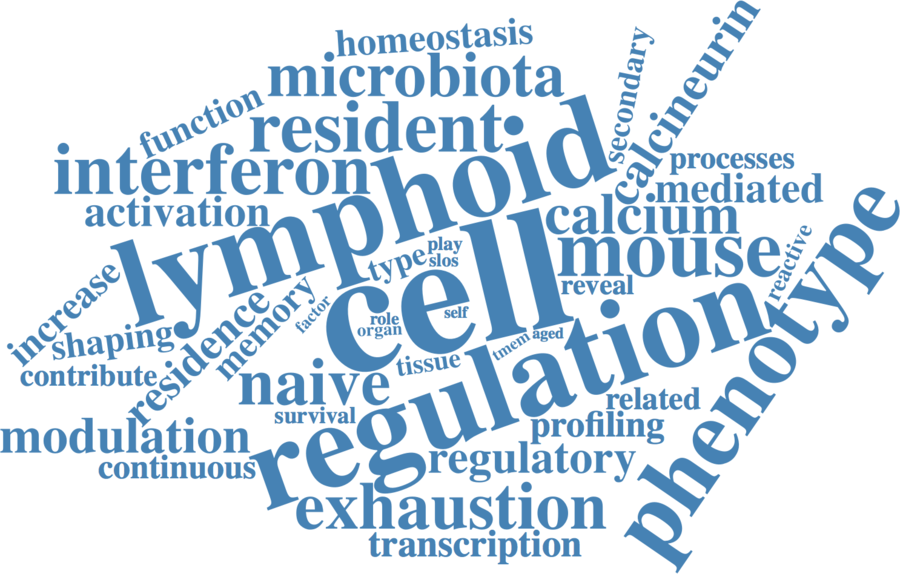 homeostasis
microbiota
secondary
calcineurin
function
resident
interferon
lymphoid
processes
mediated
activation
calcium
phenotype
play
slos
type
cell
mouse
reactive
increase
reveal
residence
memory
factor
role
organ
self
shaping
tmem
aged
regulation
contribute
naive
tissue
survival
related
profiling
modulation
continuous
regulatory
exhaustion
transcription